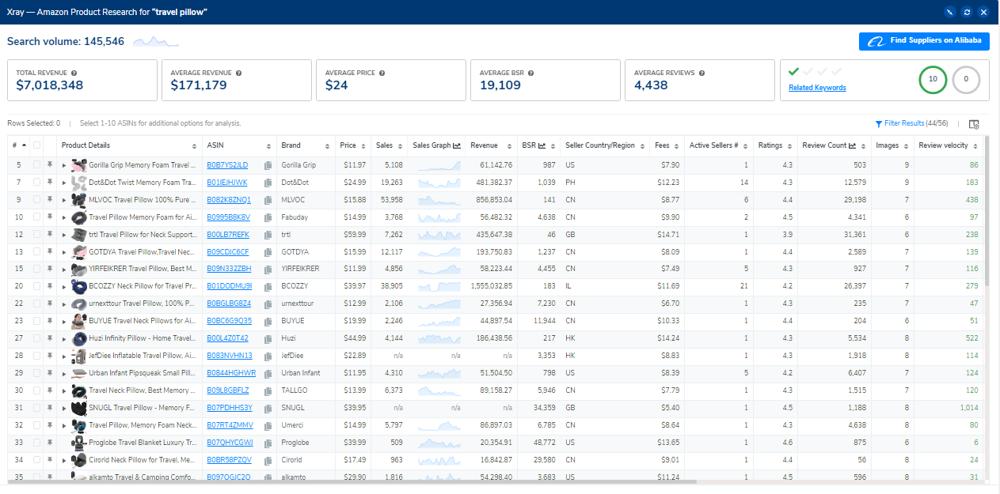 Xray — Amazon Product Research for “travel pillow”
Search volume: 145,546
Find Suppliers on Alibaba
TOTAL REVENUE ?
$7,018,348
AVERAGE REVENUE ?
$171,179
AVERAGE PRICE ?
$24
AVERAGE BSR ?
19,109
AVERAGE REVIEWS ?
4,438
Related Keywords
10
0
Rows Selected: 0 | Select 1-10 ASINs for additional options for analysis.
Filter Results (44/56)
# Product Details ASIN Brand Price Sales Sales Graph Revenue BSR Seller Country/Region Fees Active Sellers # Ratings Review Count Images Review velocity
5 Gorilla Grip Memory Foam Travel ... B0B7YS2JLD Gorilla Grip $11.97 5,108 61,142.76 987 US $7.90 1 4.3 503 9 86
7 Dot&Dot Twist Memory Foam Tra... B01IEJHJWK Dot&Dot $24.99 19,263 481,382.37 1,039 PH $12.23 14 4.3 12,579 9 183
9 MLVOC Travel Pillow 100% Pure ... B082K8ZNQ1 MLVOC $15.88 53,958 856,853.04 141 CN $8.77 6 4.4 29,198 7 438
10 Travel Pillow Memory Foam for Ai... B0995B8K8V Fabuday $14.99 3,768 56,482.32 4,638 CN $9.90 2 4.5 4,341 6 97
12 trtl Travel Pillow for Neck Support... B00LB7REFK trtl $59.99 7,262 435,647.38 46 GB $14.71 1 3.9 31,361 6 238
13 GOTDYA Travel Pillow,Travel Nec... B09CDJC6CF GOTDYA $15.99 12,117 193,750.83 1,237 CN $8.09 1 4.4 2,589 7 139
15 YIRFEIKRER Travel Pillow, Best M... B09N332ZBH YIRFEIKRER $11.99 4,856 58,223.44 4,455 CN $7.49 5 4.3 927 7 116
20 BCOZZY Neck Pillow for Travel Pr... B01DODMU9I BCOZZY $39.97 38,905 1,555,032.85 183 IL $11.69 21 4.2 26,397 7 279
22 urnexttour Travel Pillow, 100% P... B0BGLBG8Z4 urnexttour $12.99 2,106 27,356.94 7,230 CN $6.70 1 4.3 235 7 47
23 BUYUE Travel Neck Pillows for Ai... B0BC6G9Q35 BUYUE $19.99 2,246 44,897.54 11,944 CN $10.33 1 4.4 204 6 51
27 Huzi Infinity Pillow - Home Travel... B00L4Z0T42 Huzi $44.99 4,144 186,438.56 217 HK $14.24 1 4.3 5,534 8 522
28 JefDiee Inflatable Travel Pillow, Ai... B083NVHN13 JefDiee $22.89 n/a n/a n/a 3,353 HK $8.83 1 4.3 1,918 8 114
29 Urban Infant Pipsqueak Small Pill... B0844HGHWR Urban Infant $11.95 4,310 51,504.50 798 US $8.39 5 4.2 6,407 7 124
30 Travel Neck Pillow, Best Memory ... B09L8GBFLZ TALLGO $13.99 6,373 89,158.27 5,946 CN $7.79 1 4.3 1,515 7 120
31 SNUGL Travel Pillow - Memory F... B07PDHHS3Y SNUGL $39.95 n/a n/a n/a 34,359 GB $5.40 1 4.5 1,188 8 1,014
32 Travel Pillow, Memory Foam Neck... B07RT4ZMMV Umerci $14.99 5,797 86,897.03 6,785 CN $8.64 1 4.3 4,638 8 80
33 Proglobe Travel Blanket Luxury Tr... B07QHYCGWJ Proglobe $39.99 509 20,354.91 48,772 US $13.65 1 4.6 875 6 6
34 Cirorld Neck Pillow for Travel, Me... B0BR58PZQV Cirorld $17.49 963 16,842.87 29,580 CN $9.01 1 4.4 56 8 24
35 alkamto Travel & Camping Comfo... B097QGJC2Q alkamto $29.90 1,816 54,298.40 3,683 US $11.24 1 4.5 596 8 31